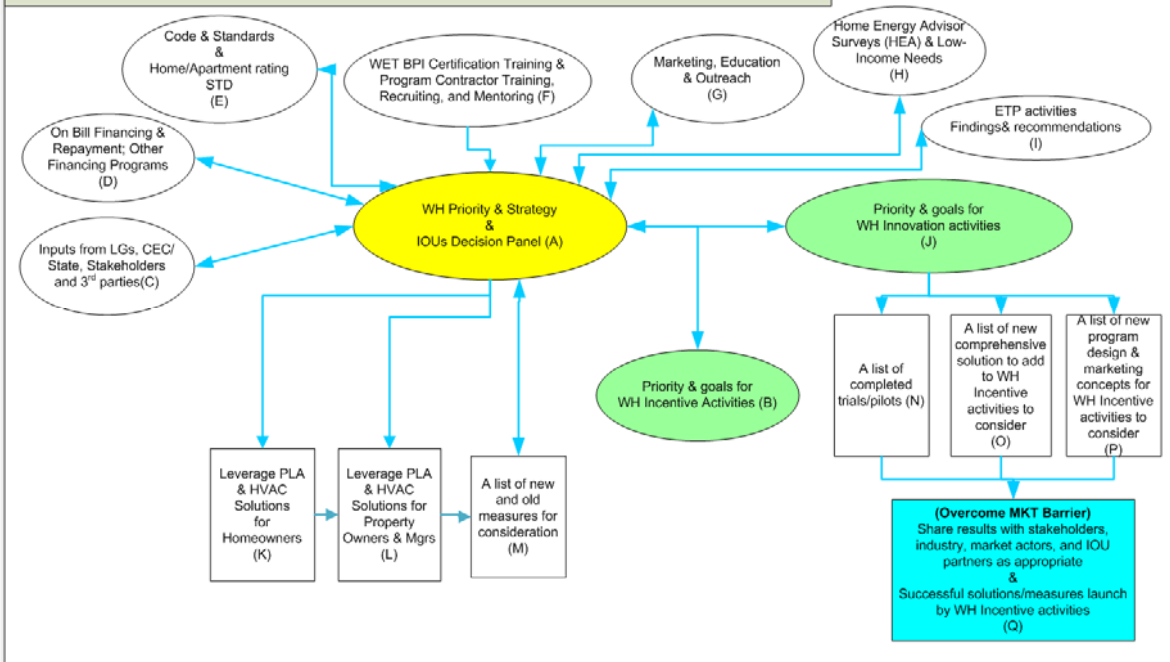 Code & Standards
&
Home/Apartment rating
STD
(E)
WET BPI Certification Training &
Program Contractor Training,
Recruiting, and Mentoring (F)
Marketing, Education
& Outreach
(G)
Home Energy Advisor
Surveys (HEA) & Low-
Income Needs
(H)
ETP activities
Findings& recommendations
(I)
On Bill Financing &
Repayment; Other
Financing Programs
(D)
Inputs from LGs, CEC/
State, Stakeholders
and 3rd parties(C)
WH Priority & Strategy
&
IOUs Decision Panel (A)
Priority & goals for
WH Innovation activities
(J)
Priority & goals for
WH Incentive Activities (B)
A list of
completed
trials/pilots (N)
A list of new
comprehensive
solution to add
to WH
Incentive
activities to
consider
(O)
A list of new
program
design &
marketing
concepts for
WH Incentive
activities to
consider
(P)
Leverage PLA
& HVAC
Solutions
for
Homeowners
(K)
Leverage PLA
& HVAC
Solutions for
Property
Owners & Mgrs
(L)
A list of new
and old
measures for
consideration
(M)
(Overcome MKT Barrier)
Share results with stakeholders,
industry, market actors, and IOU
partners as appropriate
&
Successful solutions/measures launch
by WH Incentive activities
(Q)